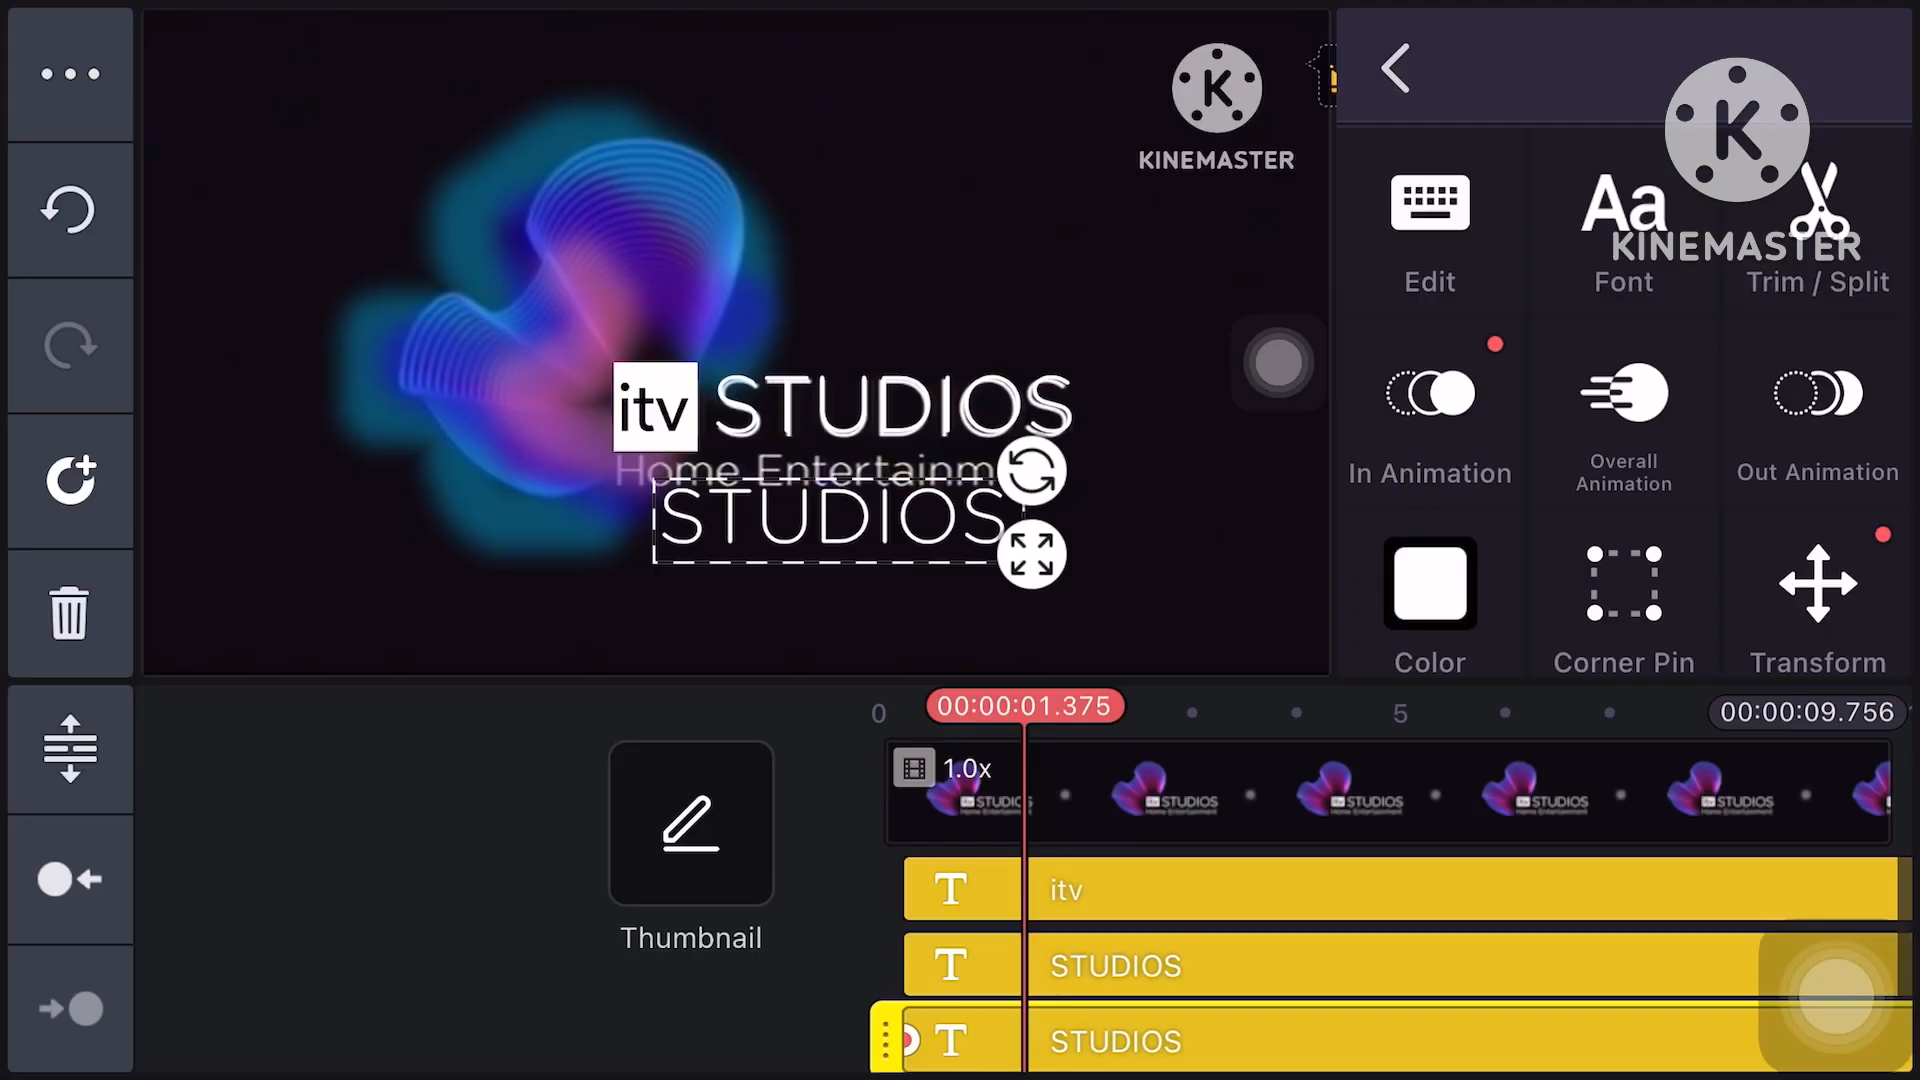 KINEMASTER
itv STUDIOS
Home Entertainm
STUDIOS
KINEMASTER
Edit
Aa
Font
Trim / Split
In Animation
Overall
Animation
Out Animation
Color
Corner Pin
Transform
0
00:00:01.375
5
00:00:09.756
1.0x
Thumbnail
T itv
T STUDIOS
T STUDIOS